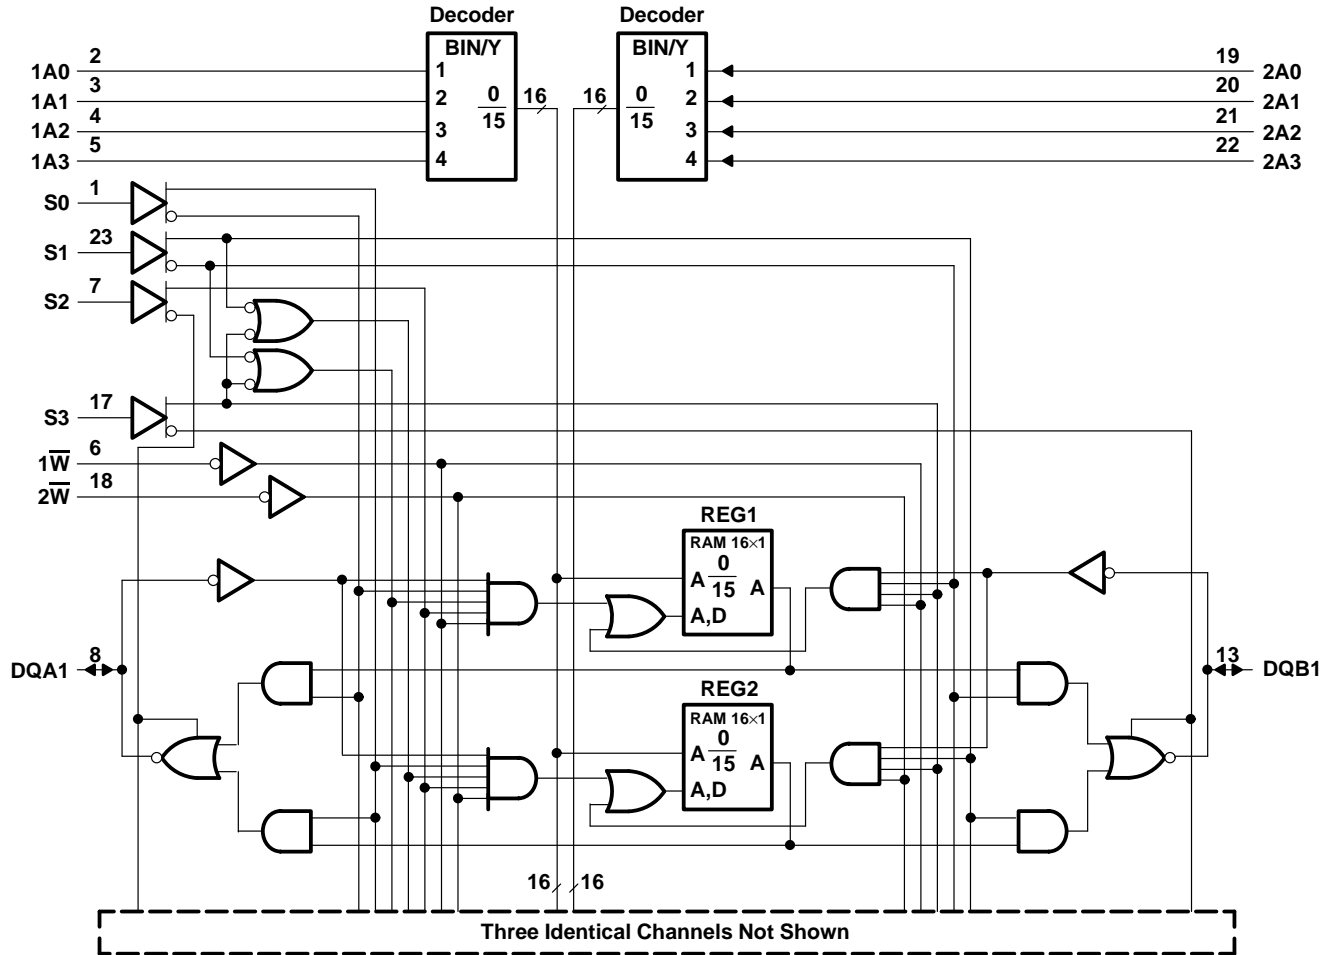 Decoder
Decoder
BIN/Y
BIN/Y
1A0 2
1
16
0
15
16
0
15
1
19 2A0
1A1 3
2
2
20 2A1
1A2 4
3
3
21 2A2
1A3 5
4
4
22 2A3
S0 1
S1 23
S2 7
S3 17
1W̅ 6
2W̅ 18
REG1
RAM 16×1
A 0
15 A
A,D
DQA1 8
13 DQB1
REG2
RAM 16×1
A 0
15 A
A,D
16
16
Three Identical Channels Not Shown